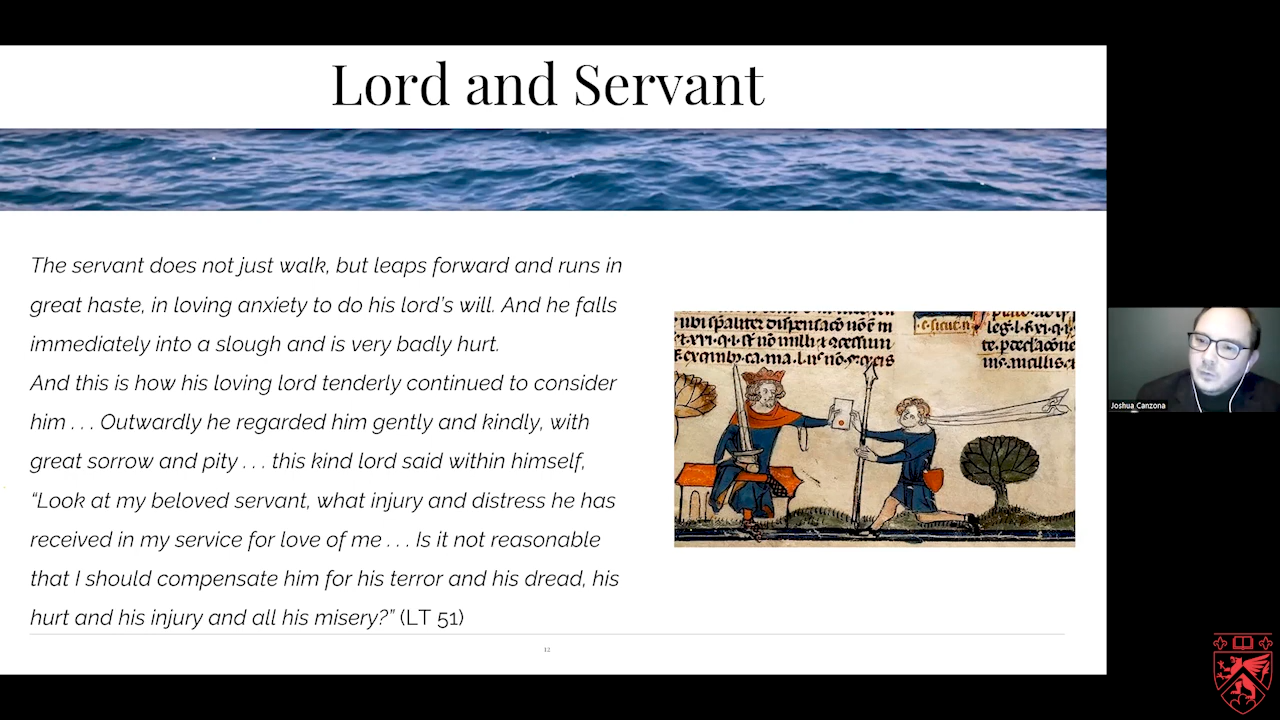 Lord and Servant
The servant does not just walk, but leaps forward and runs in
great haste, in loving anxiety to do his lord’s will. And he falls
immediately into a slough and is very badly hurt.
And this is how his loving lord tenderly continued to consider
him . . . Outwardly he regarded him gently and kindly, with
great sorrow and pity . . . this kind lord said within himself,
“Look at my beloved servant, what injury and distress he has
received in my service for love of me . . . Is it not reasonable
that I should compensate him for his terror and his dread, his
hurt and his injury and all his misery?” (LT 51)
12
Joshua Canzona